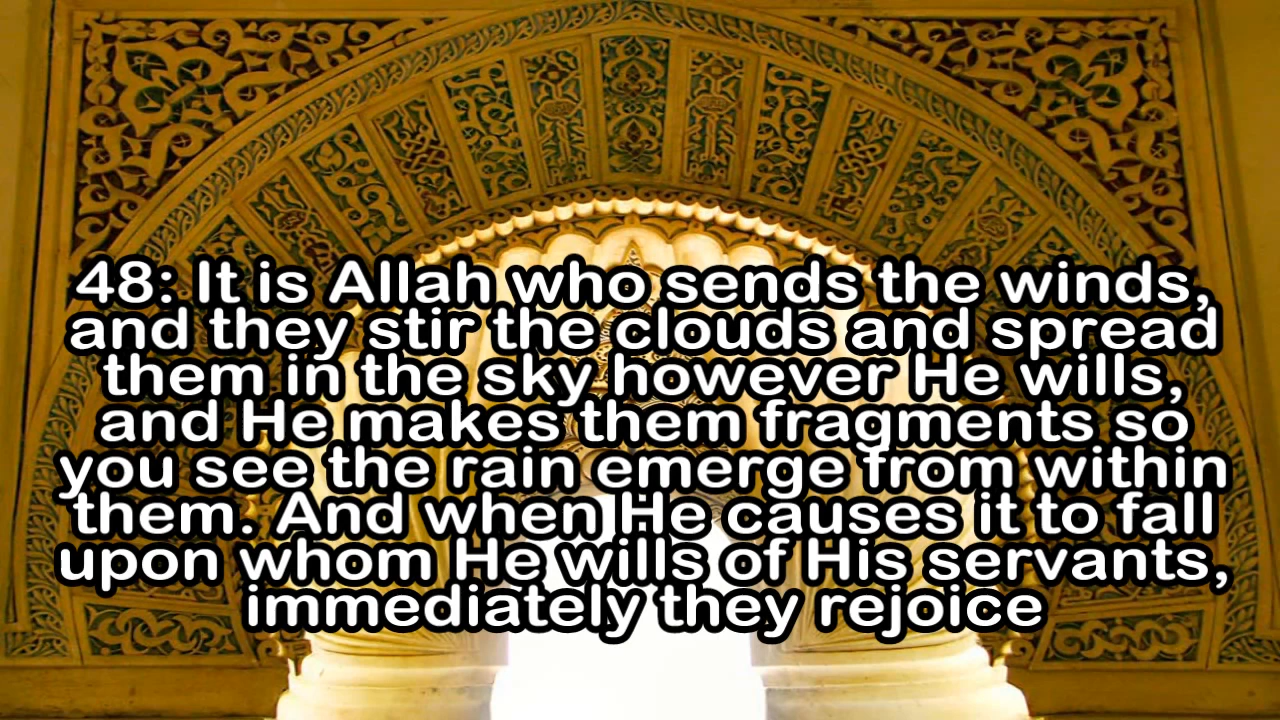 48: It is Allah who sends the winds,
and they stir the clouds and spread
them in the sky however He wills,
and He makes them fragments so
you see the rain emerge from within
them. And when He causes it to fall
upon whom He wills of His servants,
immediately they rejoice